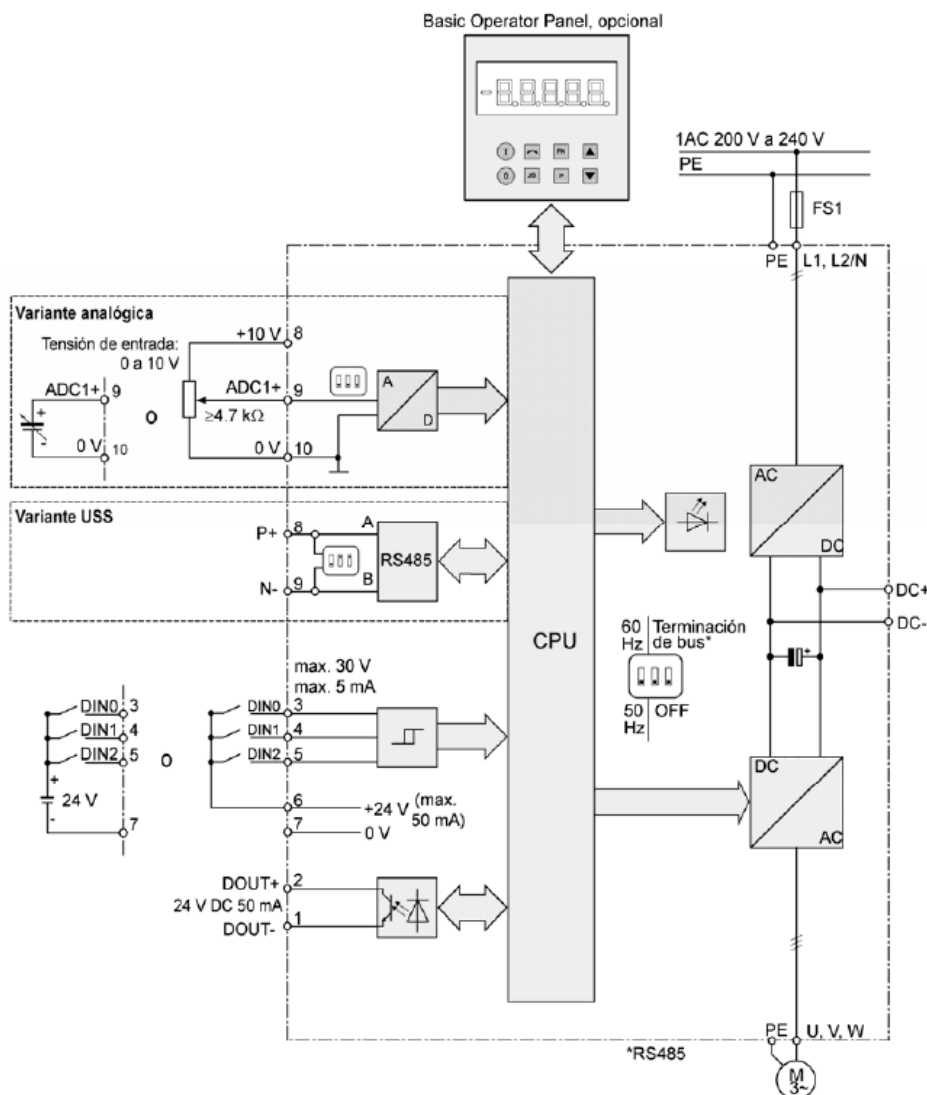 Basic Operator Panel, opcional
I
FN
0
JOG
P
1AC 200 V a 240 V
PE
FS1
PE
L1, L2/N
Variante analógica
Tensión de entrada:
0 a 10 V
+10 V
8
ADC1+
9
O
ADC1+
9
≥4.7 kΩ
A
D
+
-
0 V
10
0 V
10
Variante USS
P+
8
A
N-
9
B
RS485
CPU
AC
DC
DC+
DC-
+
60
Hz
Terminación
de bus*
50
Hz
OFF
max. 30 V
max. 5 mA
DIN0
3
DIN1
4
DIN2
5
O
DIN0
3
DIN1
4
DIN2
5
+
24 V
-
7
6
+24 V
(max.
50 mA)
7
0 V
DC
AC
DOUT+
2
24 V DC 50 mA
DOUT-
1
PE
U, V, W
*RS485
M
3~